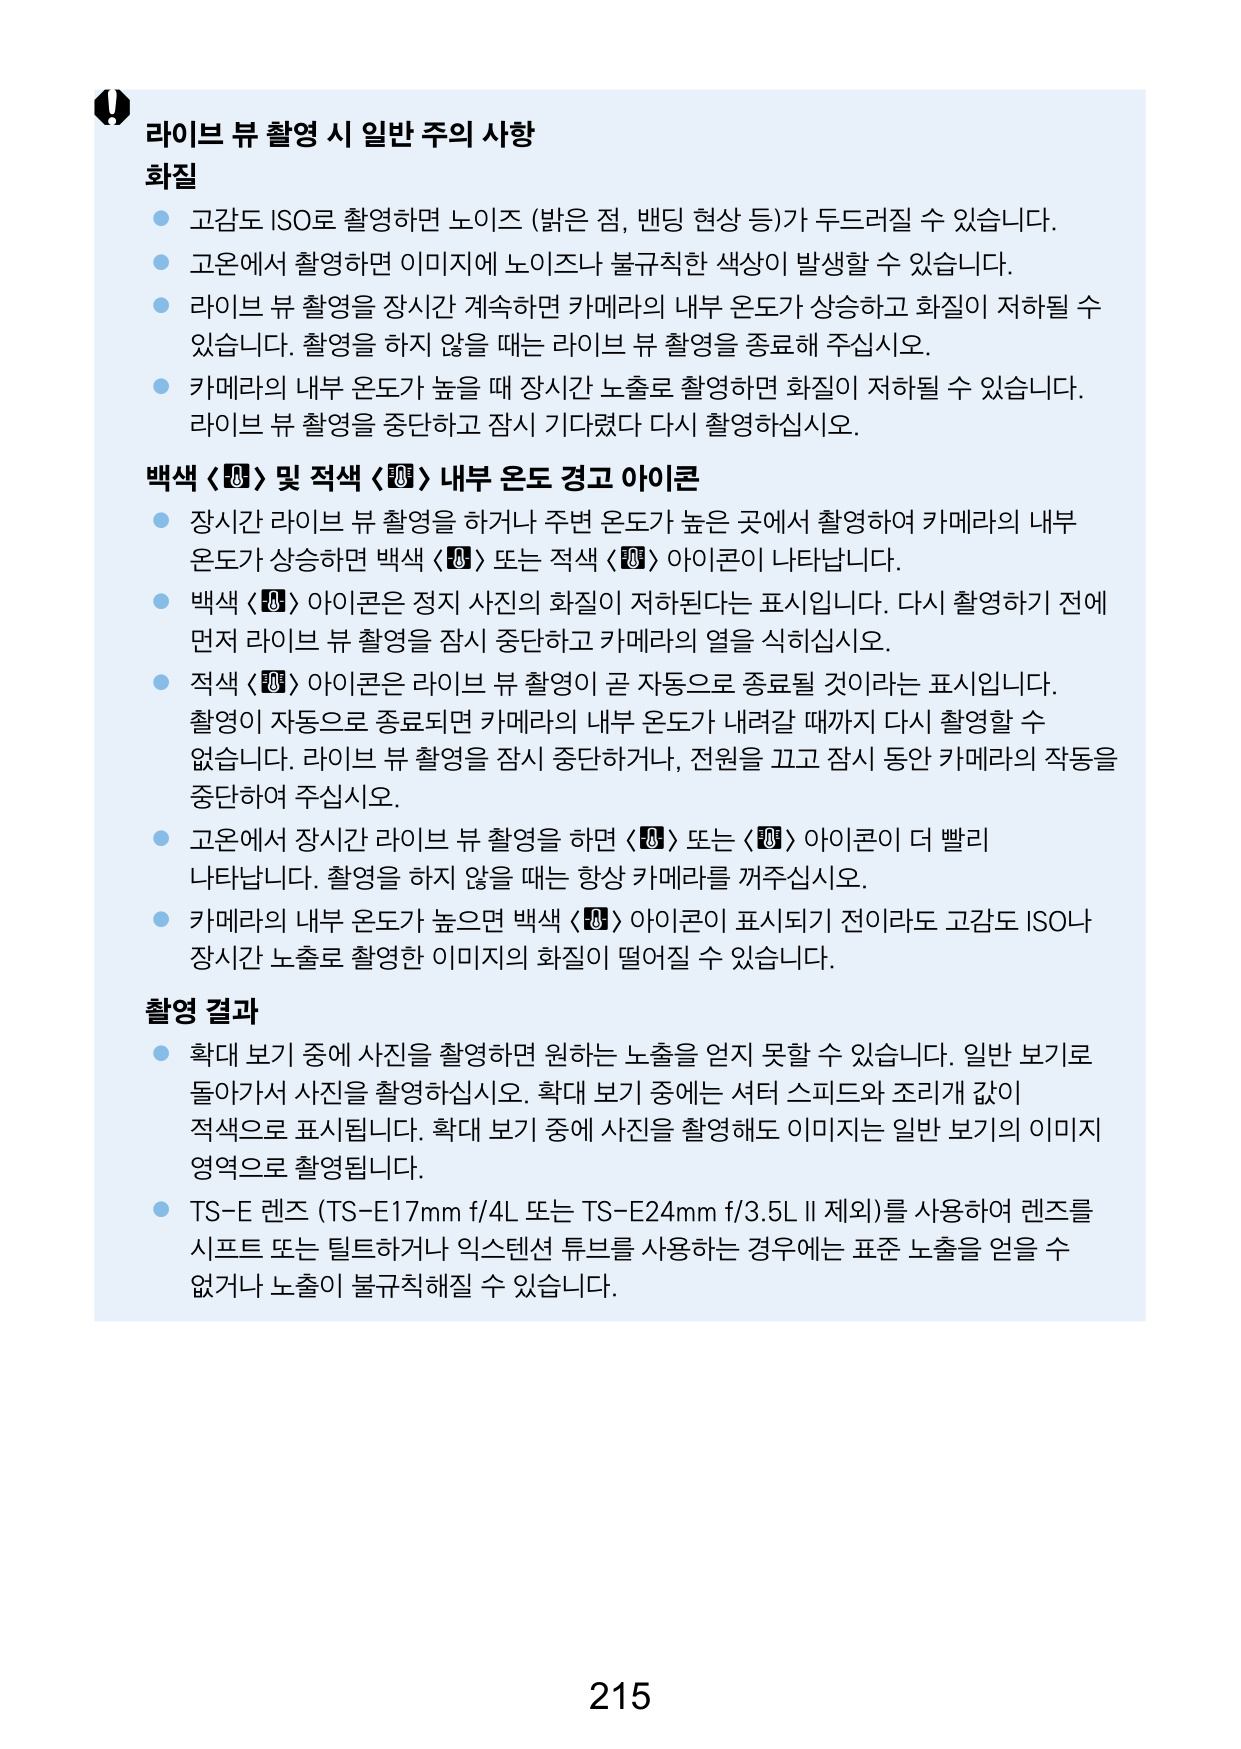 라이브 뷰 촬영 시 일반 주의 사항
화질
● 고감도 ISO로 촬영하면 노이즈 (밝은 점, 밴딩 현상 등)가 두드러질 수 있습니다.
● 고온에서 촬영하면 이미지에 노이즈나 불규칙한 색상이 발생할 수 있습니다.
● 라이브 뷰 촬영을 장시간 계속하면 카메라의 내부 온도가 상승하고 화질이 저하될 수
있습니다. 촬영을 하지 않을 때는 라이브 뷰 촬영을 종료해 주십시오.
● 카메라의 내부 온도가 높을 때 장시간 노출로 촬영하면 화질이 저하될 수 있습니다.
라이브 뷰 촬영을 중단하고 잠시 기다렸다 다시 촬영하십시오.
백색 < > 및 적색 < > 내부 온도 경고 아이콘
● 장시간 라이브 뷰 촬영을 하거나 주변 온도가 높은 곳에서 촬영하여 카메라의 내부
온도가 상승하면 백색 < > 또는 적색 < > 아이콘이 나타납니다.
● 백색 < > 아이콘은 정지 사진의 화질이 저하된다는 표시입니다. 다시 촬영하기 전에
먼저 라이브 뷰 촬영을 잠시 중단하고 카메라의 열을 식히십시오.
● 적색 < > 아이콘은 라이브 뷰 촬영이 곧 자동으로 종료될 것이라는 표시입니다.
촬영이 자동으로 종료되면 카메라의 내부 온도가 내려갈 때까지 다시 촬영할 수
없습니다. 라이브 뷰 촬영을 잠시 중단하거나, 전원을 끄고 잠시 동안 카메라의 작동을
중단하여 주십시오.
● 고온에서 장시간 라이브 뷰 촬영을 하면 < > 또는 < > 아이콘이 더 빨리
나타납니다. 촬영을 하지 않을 때는 항상 카메라를 꺼주십시오.
● 카메라의 내부 온도가 높으면 백색 < > 아이콘이 표시되기 전이라도 고감도 ISO나
장시간 노출로 촬영한 이미지의 화질이 떨어질 수 있습니다.
촬영 결과
● 확대 보기 중에 사진을 촬영하면 원하는 노출을 얻지 못할 수 있습니다. 일반 보기로
돌아가서 사진을 촬영하십시오. 확대 보기 중에는 셔터 스피드와 조리개 값이
적색으로 표시됩니다. 확대 보기 중에 사진을 촬영해도 이미지는 일반 보기의 이미지
영역으로 촬영됩니다.
● TS-E 렌즈 (TS-E17mm f/4L 또는 TS-E24mm f/3.5L II 제외)를 사용하여 렌즈를
시프트 또는 틸트하거나 익스텐션 튜브를 사용하는 경우에는 표준 노출을 얻을 수
없거나 노출이 불규칙해질 수 있습니다.
215